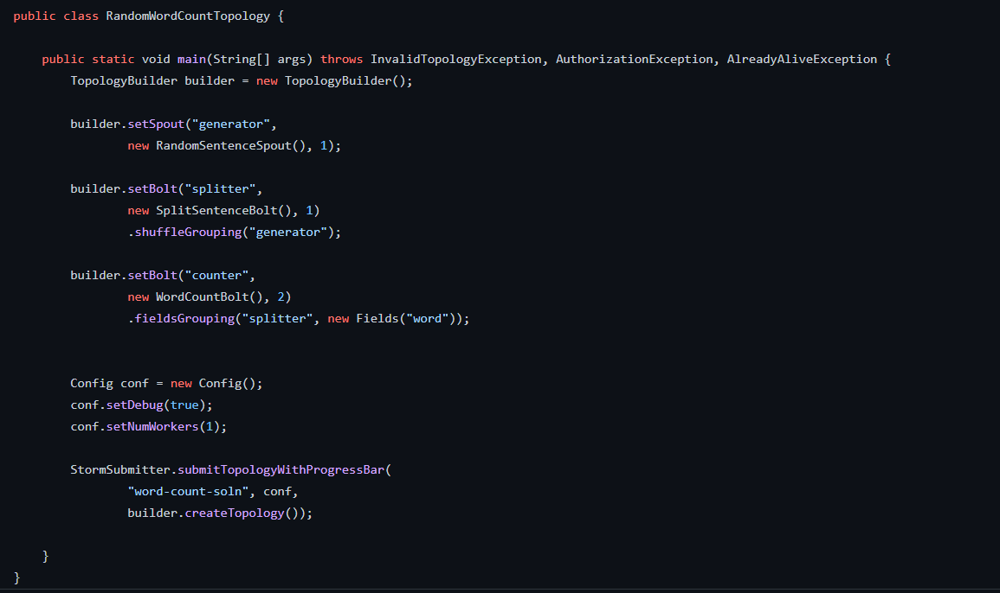 public class RandomWordCountTopology {
    public static void main(String[] args) throws InvalidTopologyException, AuthorizationException, AlreadyAliveException {
        TopologyBuilder builder = new TopologyBuilder();
        builder.setSpout("generator",
                new RandomSentenceSpout(), 1);
        builder.setBolt("splitter",
                new SplitSentenceBolt(), 1)
                .shuffleGrouping("generator");
        builder.setBolt("counter",
                new WordCountBolt(), 2)
                .fieldsGrouping("splitter", new Fields("word"));
        Config conf = new Config();
        conf.setDebug(true);
        conf.setNumWorkers(1);
        StormSubmitter.submitTopologyWithProgressBar(
                "word-count-soln", conf,
                builder.createTopology());
    }
}